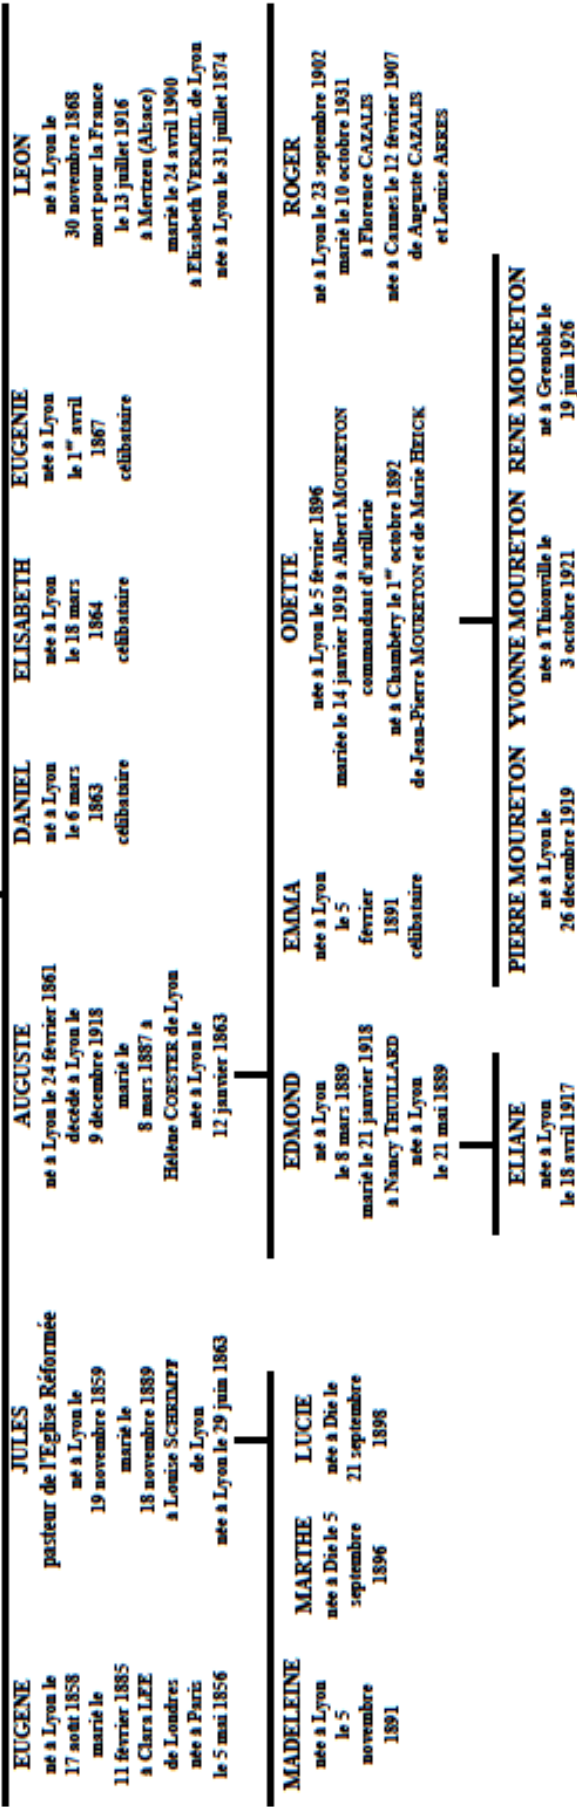 EUGENE
né à Lyon le
17 août 1858
marié le
11 février 1885
à Clara LEE
de Londres
née à Paris
le 5 mai 1856
JULES
pasteur de l'Eglise Réformée
né à Lyon le
19 novembre 1859
marié le
18 novembre 1889
à Louise SCHRIMPF
de Lyon
née à Lyon le 29 juin 1863
AUGUSTE
né à Lyon le 24 février 1861
décédé à Lyon le
9 décembre 1918
marié le
8 mars 1887 à
Hélène COESTER de Lyon
née à Lyon le
12 janvier 1863
DANIEL
né à Lyon
le 6 mars
1863
célibataire
ELISABETH
née à Lyon
le 18 mars
1864
célibataire
EUGENIE
née à Lyon
le 1er avril
1867
célibataire
LEON
né à Lyon le
30 novembre 1868
mort pour la France
le 13 juillet 1916
à Mertzen (Alsace)
marié le 24 avril 1900
à Elisabeth VERMEIL de Lyon
née à Lyon le 31 juillet 1874
MADELEINE
née à Lyon
le 5
novembre
1891
MARTHE
née à Die le 5
septembre
1896
LUCIE
née à Die le
21 septembre
1898
EDMOND
né à Lyon
le 8 mars 1889
marié le 21 janvier 1918
à Nancy THUILLARD
née à Lyon
le 21 mai 1889
EMMA
née à Lyon
le 5
février
1891
célibataire
ODETTE
née à Lyon le 5 février 1896
mariée le 14 janvier 1919 à Albert MOURETON
commandant d'artillerie
né à Chambéry le 1er octobre 1892
de Jean-Pierre MOURETON et de Marie HEICK
ROGER
né à Lyon le 23 septembre 1902
marié le 10 octobre 1931
à Florence CAZALIS
née à Cannes le 12 février 1907
de Auguste CAZALIS
et Louise ARRES
ELIANE
née à Lyon
le 18 avril 1917
PIERRE MOURETON
né à Lyon le
26 décembre 1919
YVONNE MOURETON
née à Thionville le
3 octobre 1921
RENE MOURETON
né à Grenoble le
19 juin 1926